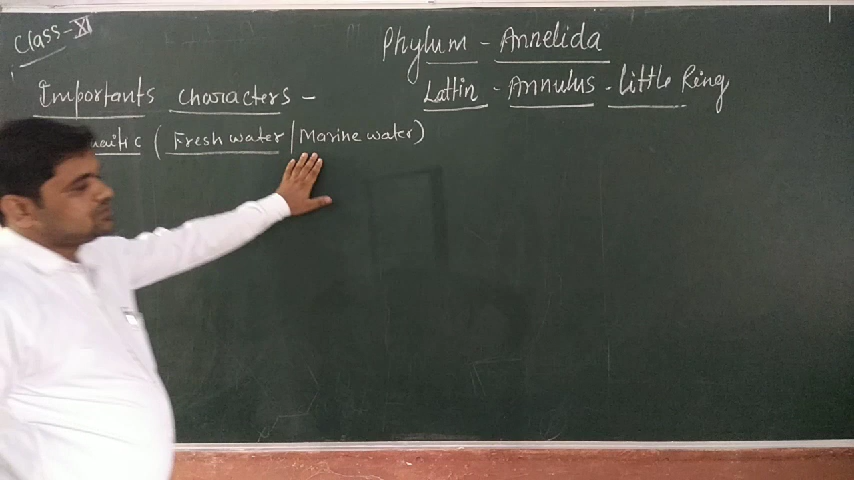 Class-XI
Phylum - Annelida
Lattin - Annulus - little Ring
Importants characters -
( Fresh water / Marine water )